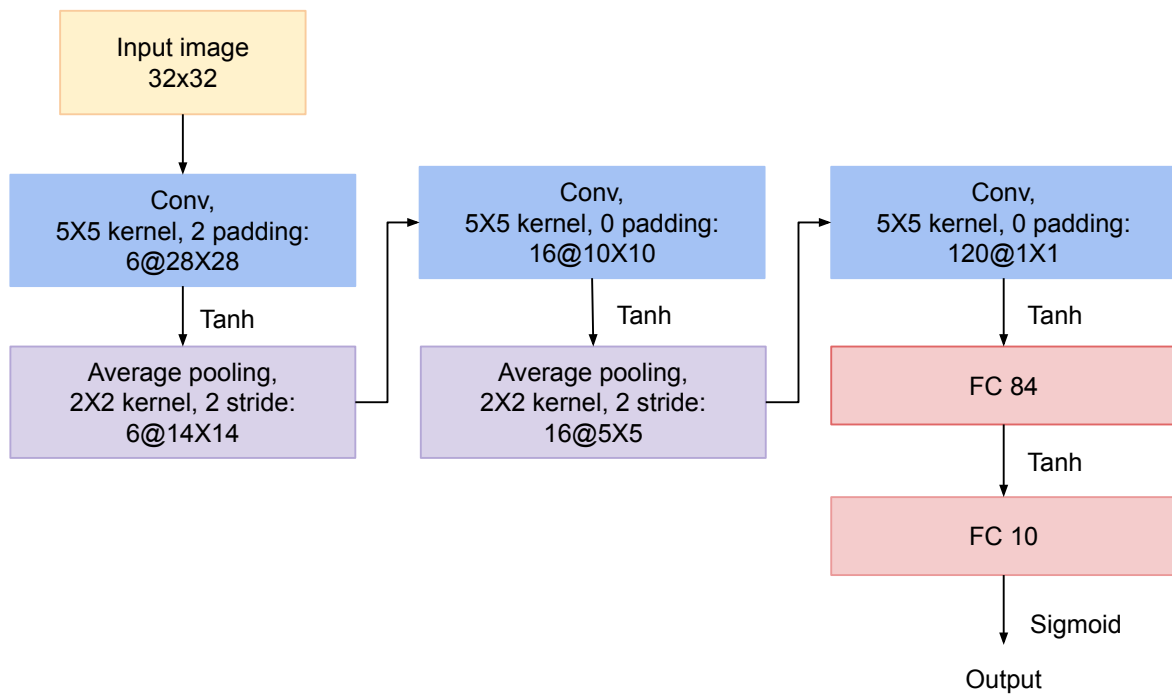 Input image
32x32
Conv,
5X5 kernel, 2 padding:
6@28X28
Tanh
Average pooling,
2X2 kernel, 2 stride:
6@14X14
Conv,
5X5 kernel, 0 padding:
16@10X10
Tanh
Average pooling,
2X2 kernel, 2 stride:
16@5X5
Conv,
5X5 kernel, 0 padding:
120@1X1
Tanh
FC 84
Tanh
FC 10
Sigmoid
Output